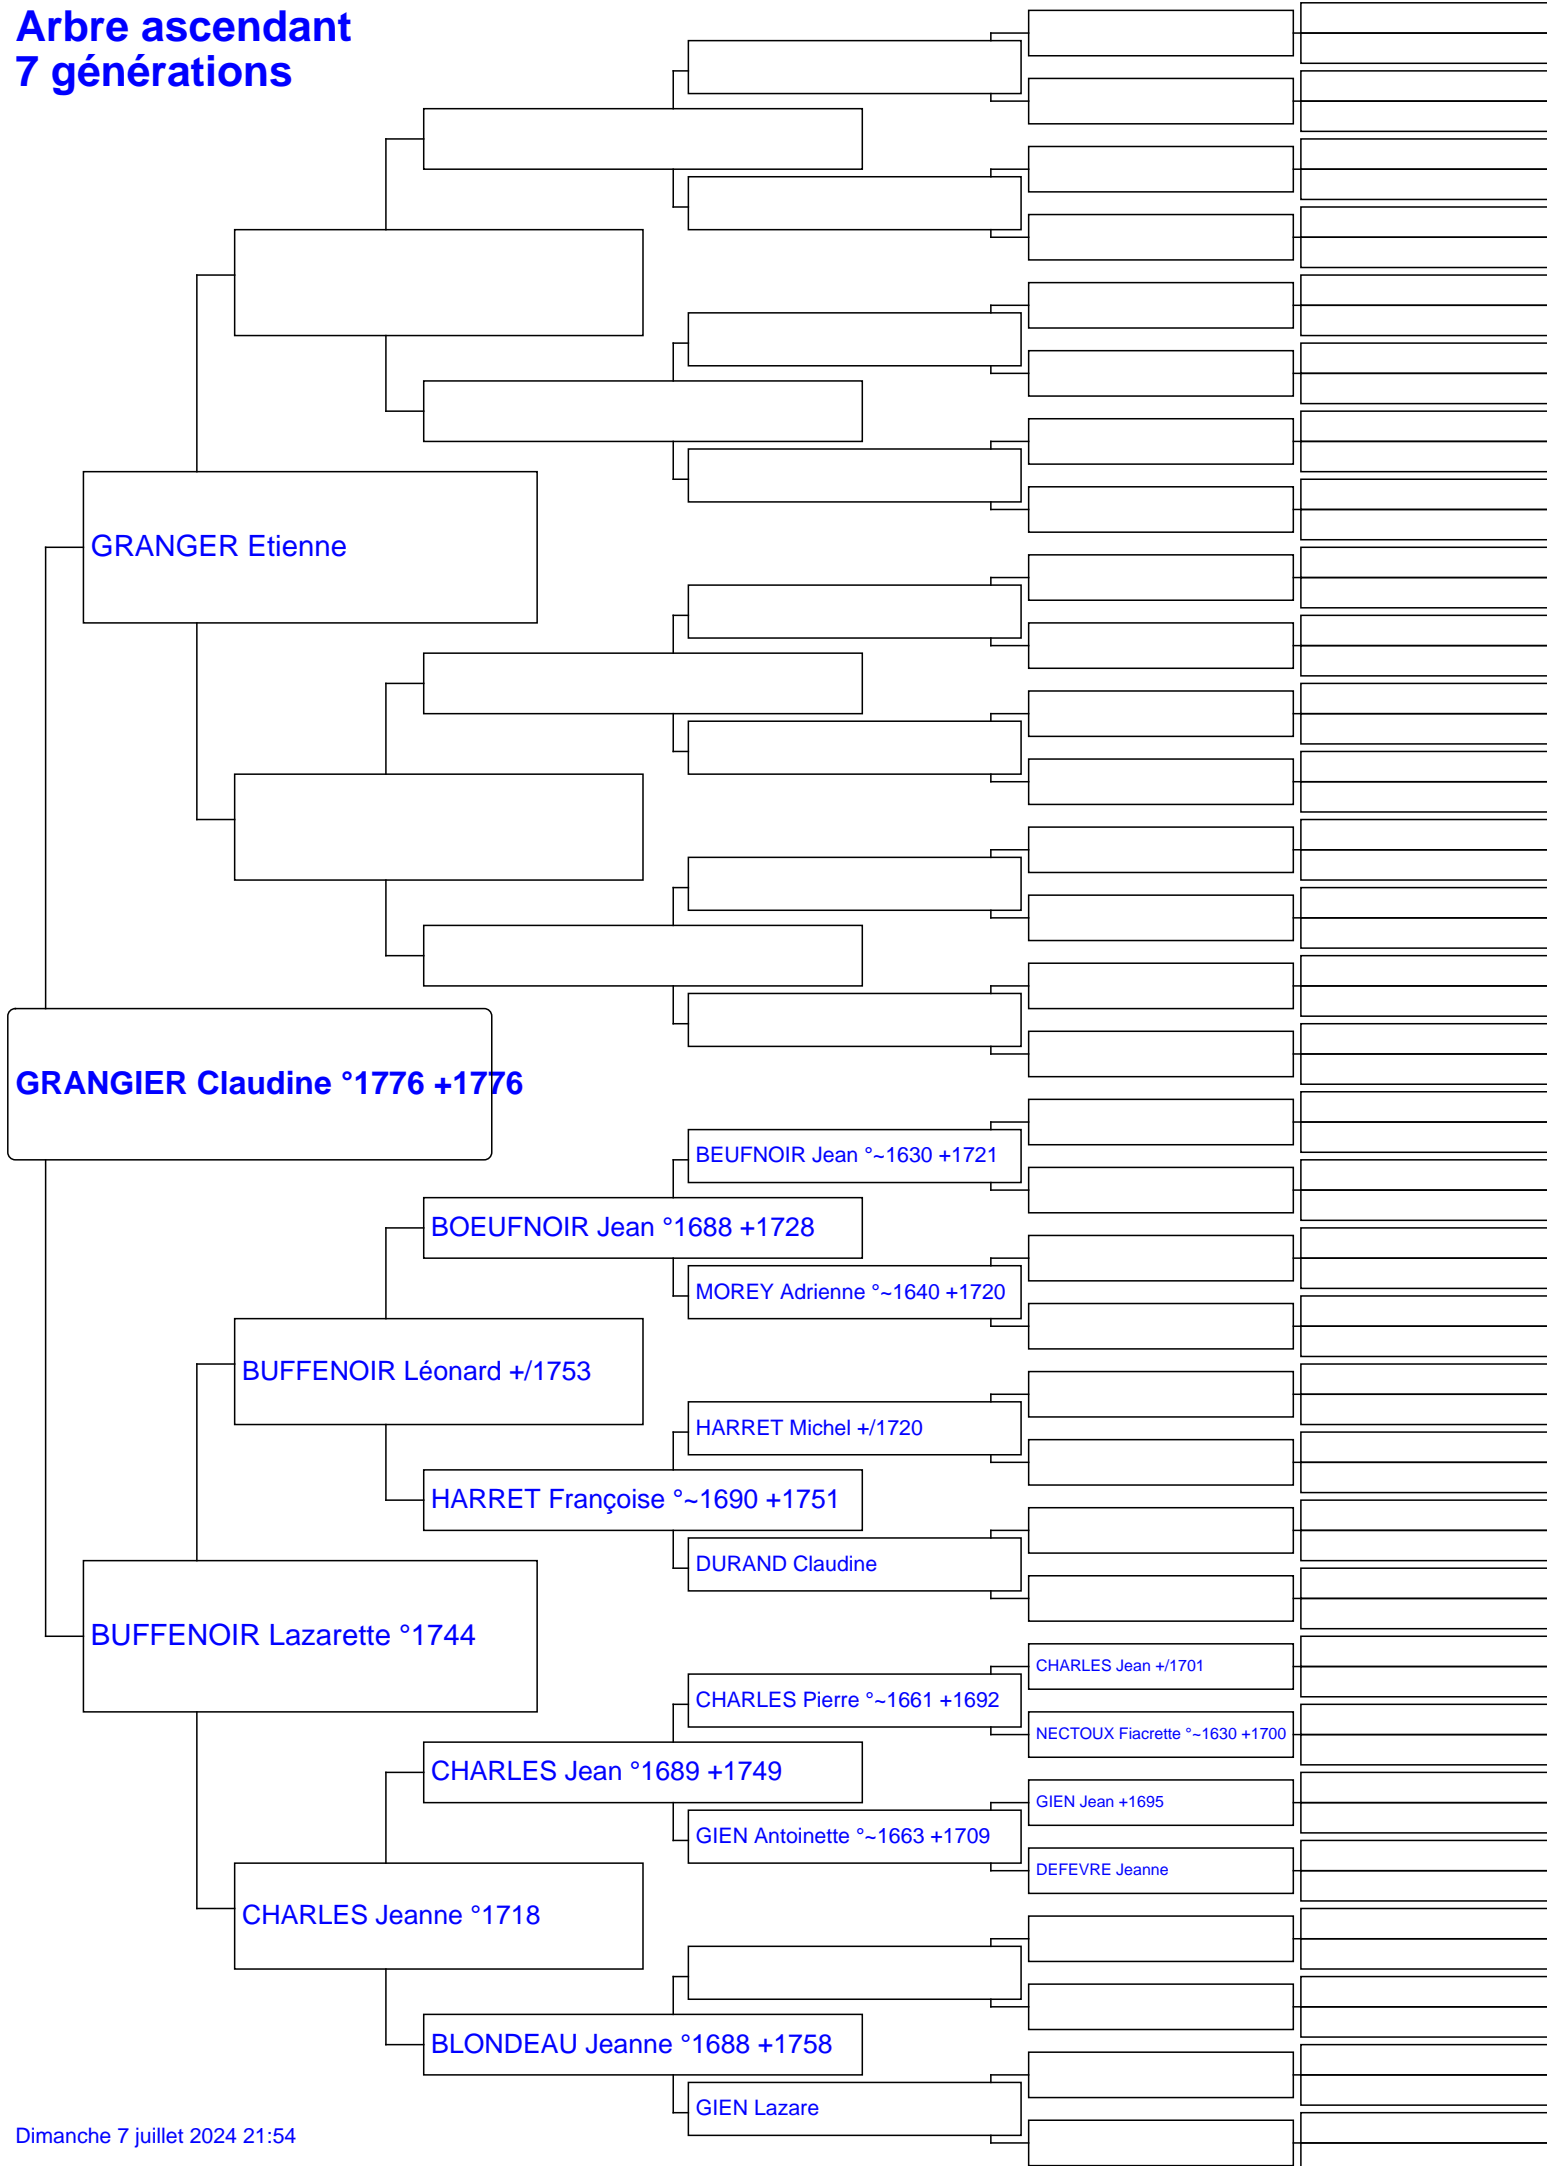 Arbre ascendant
7 générations
GRANGER Etienne
GRANGIER Claudine °1776 +1776
BEUFNOIR Jean °~1630 +1721
BOEUFNOIR Jean °1688 +1728
MOREY Adrienne °~1640 +1720
BUFFENOIR Léonard +/1753
HARRET Michel +/1720
HARRET Françoise °~1690 +1751
DURAND Claudine
BUFFENOIR Lazarette °1744
CHARLES Jean +/1701
CHARLES Pierre °~1661 +1692
NECTOUX Fiacrette °~1630 +1700
CHARLES Jean °1689 +1749
GIEN Jean +1695
GIEN Antoinette °~1663 +1709
DEFEVRE Jeanne
CHARLES Jeanne °1718
BLONDEAU Jeanne °1688 +1758
GIEN Lazare
Dimanche 7 juillet 2024 21:54